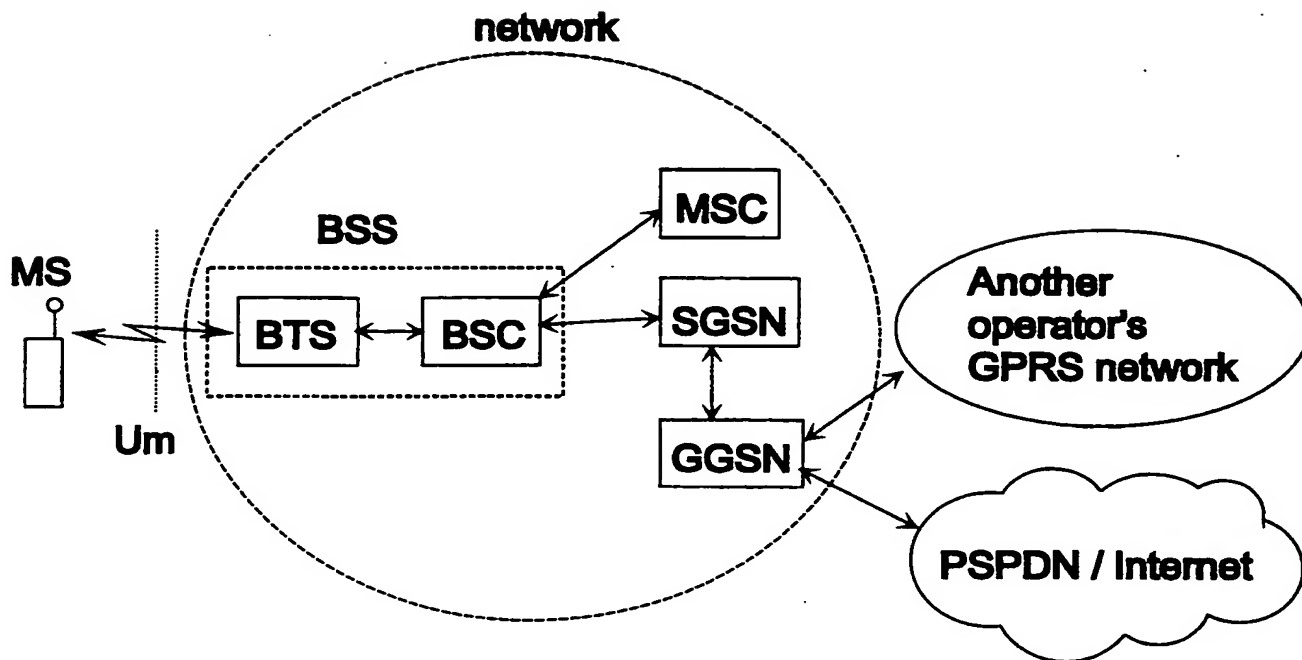 network
MSC
BSS
MS
BTS
BSC
SGSN
Another
operator's
GPRS network
Um
GGSN
PSPDN / Internet